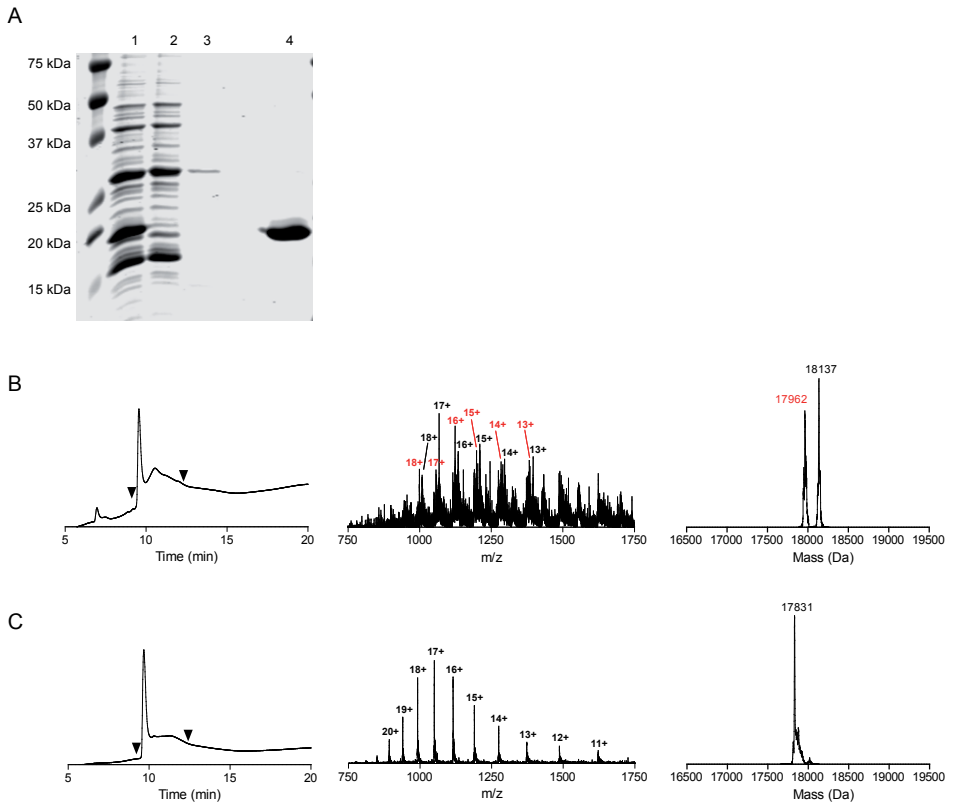 A
1 2 3 4
75 kDa
50 kDa
37 kDa
25 kDa
20 kDa
15 kDa
B
18+ 18+ 17+ 17+ 16+ 16+ 15+ 15+ 14+ 14+ 13+ 13+
17962 18137
5 10 15 20
Time (min)
750 1000 1250 1500 1750
m/z
16500 17000 17500 18000 18500 19000 19500
Mass (Da)
C
20+ 19+ 18+ 17+ 16+ 15+ 14+ 13+ 12+ 11+
17831
5 10 15 20
Time (min)
750 1000 1250 1500 1750
m/z
16500 17000 17500 18000 18500 19000 19500
Mass (Da)